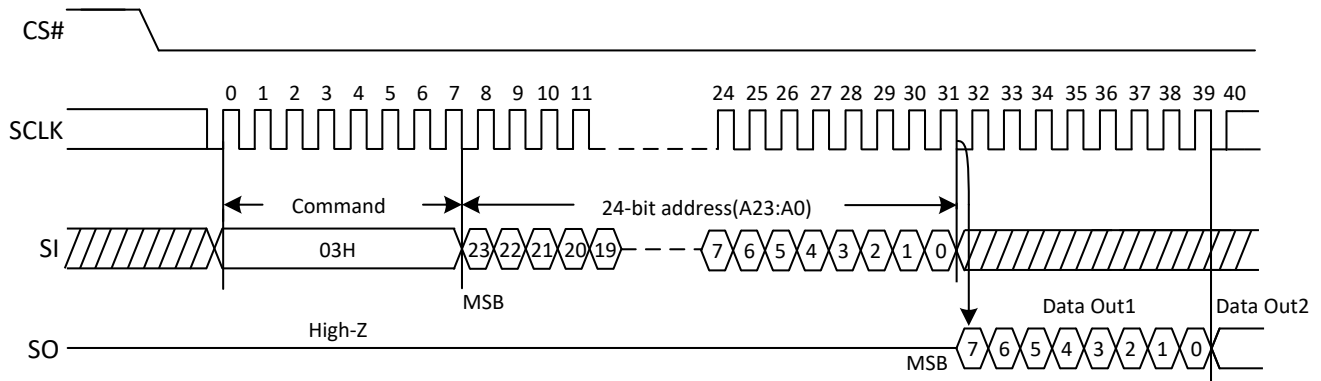 CS#
0 1 2 3 4 5 6 7 8 9 10 11 24 25 26 27 28 29 30 31 32 33 34 35 36 37 38 39 40
SCLK
Command 24-bit address(A23:A0)
SI 03H 23 22 21 20 19 7 6 5 4 3 2 1 0
MSB Data Out1 Data Out2
High-Z
SO MSB 7 6 5 4 3 2 1 0